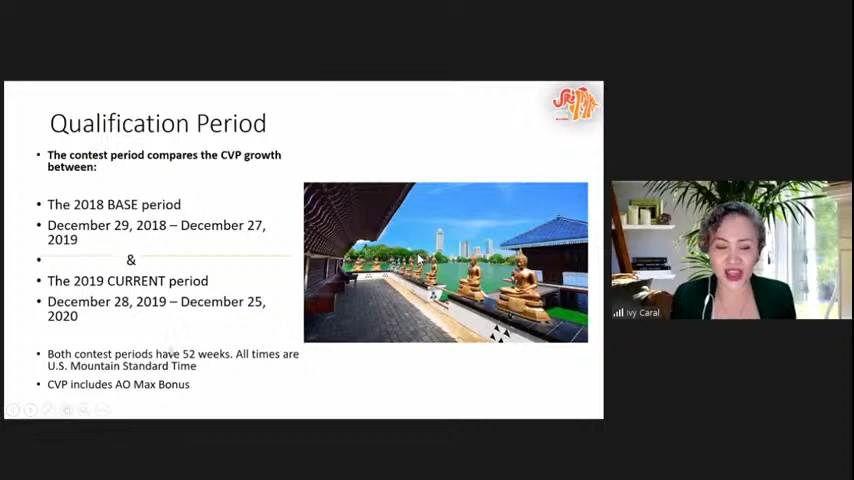 Qualification Period
• The contest period compares the CVP growth
between:
• The 2018 BASE period
• December 29, 2018 – December 27,
2019
• &
• The 2019 CURRENT period
• December 28, 2019 – December 25,
2020
• Both contest periods have 52 weeks. All times are
U.S. Mountain Standard Time
• CVP includes AO Max Bonus
Ivy Caral